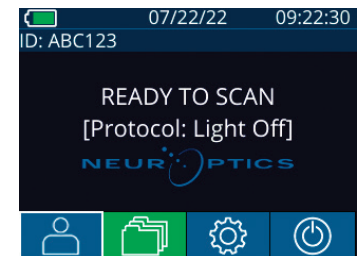 07/22/22 09:22:30
ID: ABC123
READY TO SCAN
[Protocol: Light Off]
NEUROPTICS